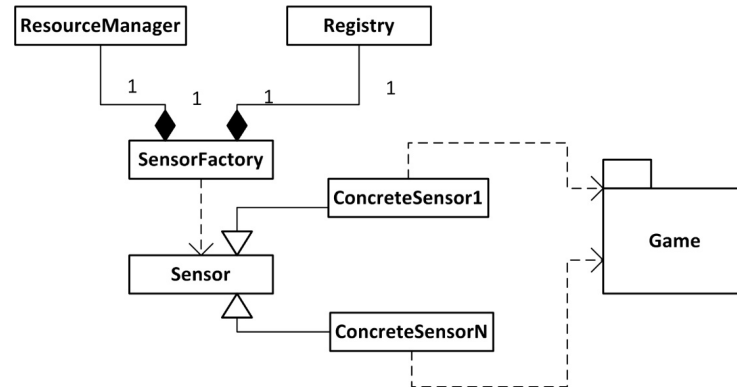 ResourceManager
Registry
1
1
1
1
SensorFactory
ConcreteSensor1
Game
Sensor
ConcreteSensorN